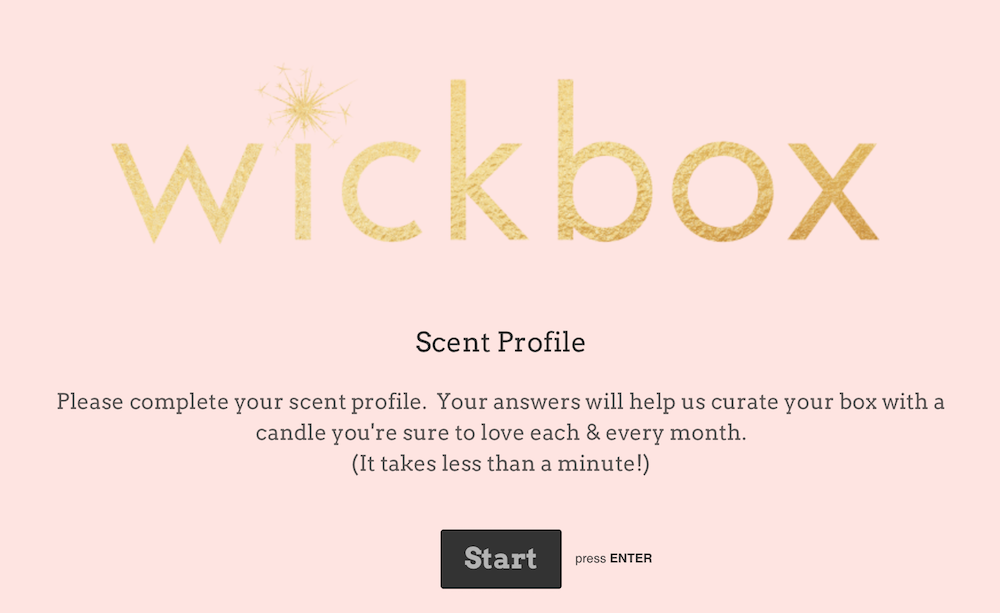 wickbox
Scent Profile
Please complete your scent profile.  Your answers will help us curate your box with a
candle you're sure to love each & every month.
(It takes less than a minute!)
Start press ENTER